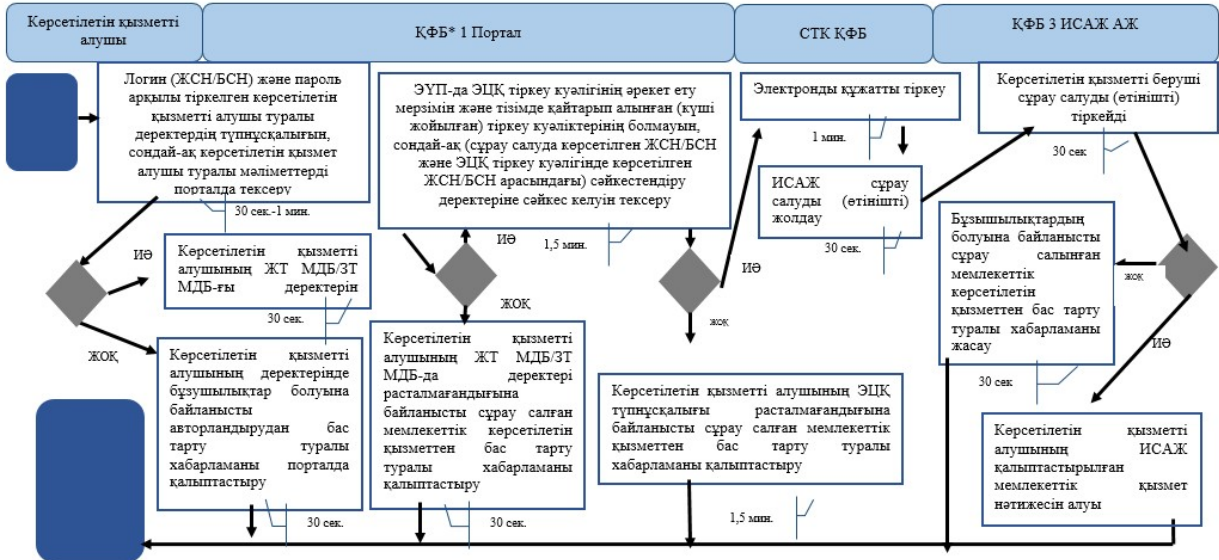 Көрсетілетін қызметті
алушы
ҚФБ* 1 Портал
СТК ҚФБ
ҚФБ 3 ИСАЖ АЖ
Логин (ЖСН/БСН) және пароль
арқылы тіркелген көрсетілетін
қызметті алушы туралы
деректердің түпнұсқалығын,
сондай-ақ көрсетілетін қызмет
алушы туралы мәліметтерді
порталда тексеру
30 сек.-1 мин.
ЭҮП-да ЭЦҚ тіркеу куәлігінің әрекет ету
мерзімін және тізімде қайтарып алынған (күші
жойылған) тіркеу куәліктерінің болмауын,
сондай-ақ (сұрау салуда көрсетілген ЖСН/БСН
және ЭЦҚ тіркеу куәлігінде көрсетілген
ЖСН/БСН арасындағы) сәйкестендіру
деректеріне сәйкес келуін тексеру
1,5 мин.
Электронды құжатты тіркеу
1 мин.
ИСАЖ сұрау
салуды (өтінішті)
жолдау
30 сек.
Көрсетілетін қызметті беруші
сұрау салуды (өтінішті)
тіркейді
30 сек
ИӘ
Көрсетілетін қызметті
алушының ЖТ МДБ/ЗТ
МДБ-ғы деректерін
30 сек.
ЖОҚ
Көрсетілетін қызметті
алушының деректерінде
бұзушылықтар болуына
байланысты
авторландырудан бас
тарту туралы
хабарламаны порталда
қалыптастыру
30 сек.
ИӘ
ЖОҚ
Көрсетілетін қызметті
алушының ЖТ МДБ/ЗТ
МДБ-да деректері
расталмағандығына
байланысты сұрау салған
мемлекеттік көрсетілетін
қызметтен бас тарту
туралы хабарламаны
қалыптастыру
30 сек.
ИӘ
ЖОҚ
Көрсетілетін қызметті алушының ЭЦҚ
түпнұсқалығы расталмағандығына
байланысты сұрау салған мемлекеттік
қызметтен бас тарту туралы
хабарламаны қалыптастыру
1,5 мин.
Бұзышылықтардың
болуына байланысты
сұрау салынған
мемлекеттік
көрсетілетін
қызметтен бас тарту
туралы хабарламаны
жасау
30 сек
ЖОҚ
ИӘ
Көрсетілетін қызметті
алушының ИСАЖ
қалыптастырылған
мемлекеттік қызмет
нәтижесін алуы